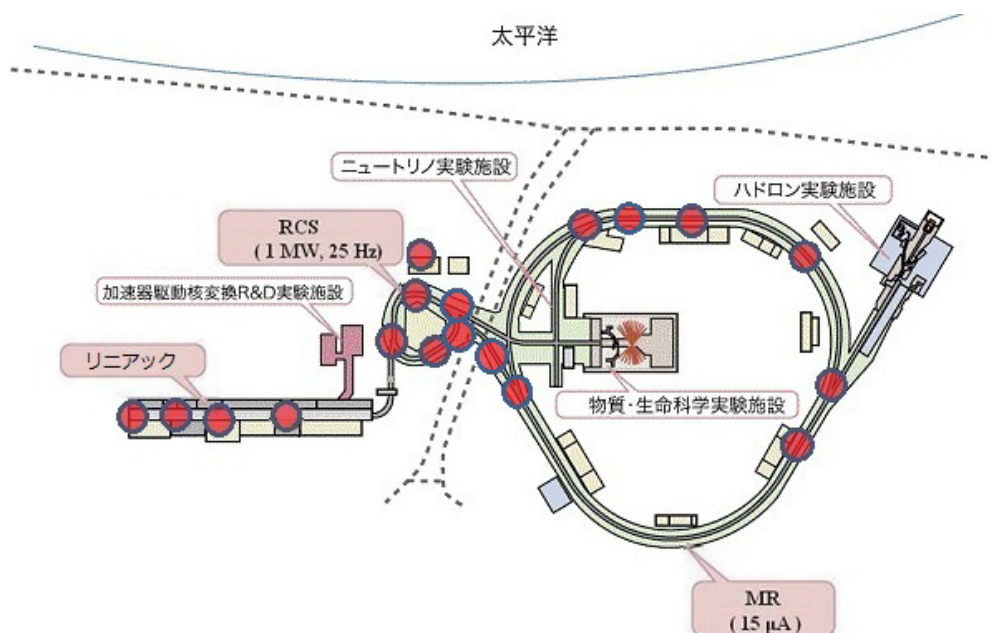 太平洋
ニュートリノ実験施設
ハドロン実験施設
RCS
( 1 MW, 25 Hz)
加速器駆動核変換R&D実験施設
リニアック
物質・生命科学実験施設
MR
( 15 μA )